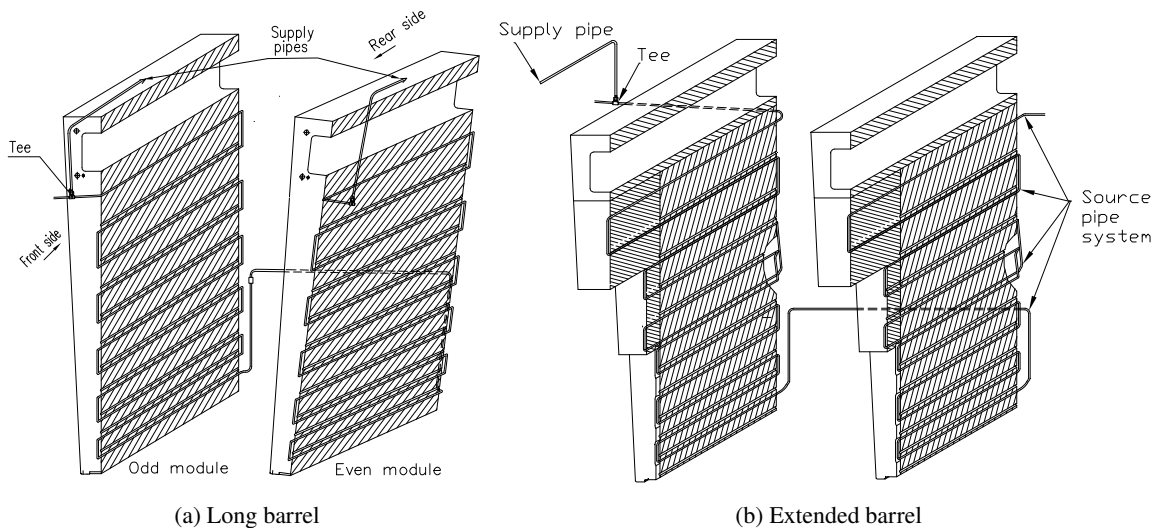 Supply
pipes
Rear side
Tee
Front side
Odd module
Even module
Supply pipe
Tee
Source
pipe
system
(a) Long barrel
(b) Extended barrel